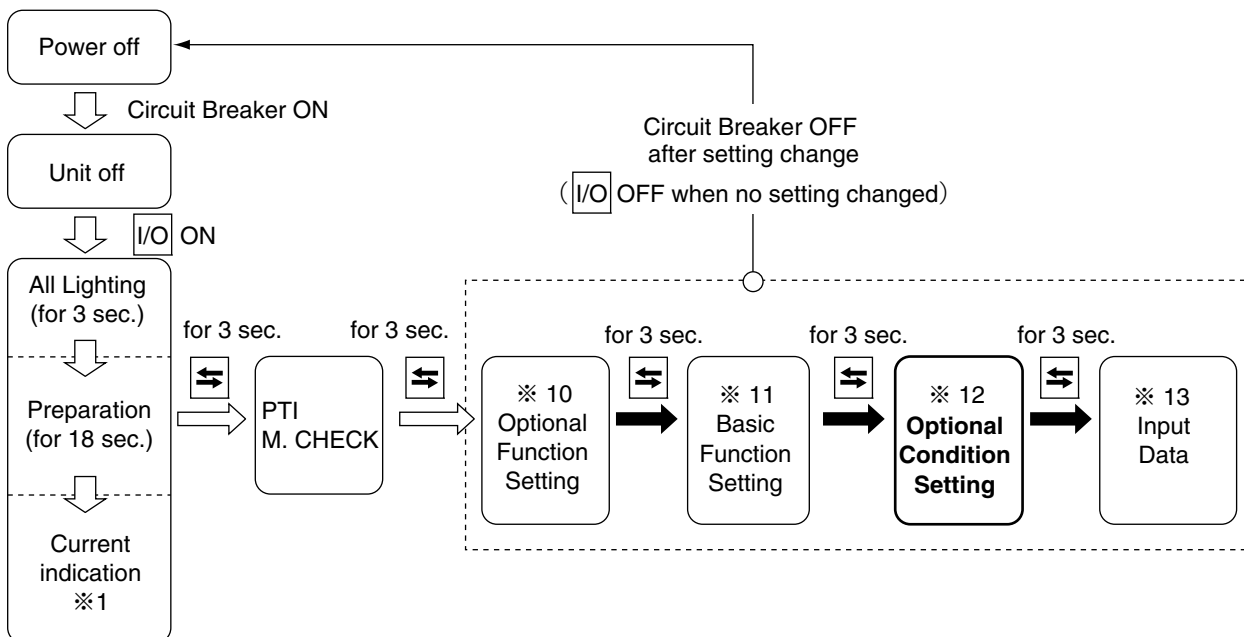 Power off
Circuit Breaker ON
Unit off
I/O ON
All Lighting
(for 3 sec.)
Preparation
(for 18 sec.)
Current
indication
※1
for 3 sec.
PTI
M. CHECK
for 3 sec.
Circuit Breaker OFF
after setting change
（ I/O OFF when no setting changed）
※ 10
Optional
Function
Setting
for 3 sec.
※ 11
Basic
Function
Setting
for 3 sec.
※ 12
Optional
Condition
Setting
for 3 sec.
※ 13
Input
Data